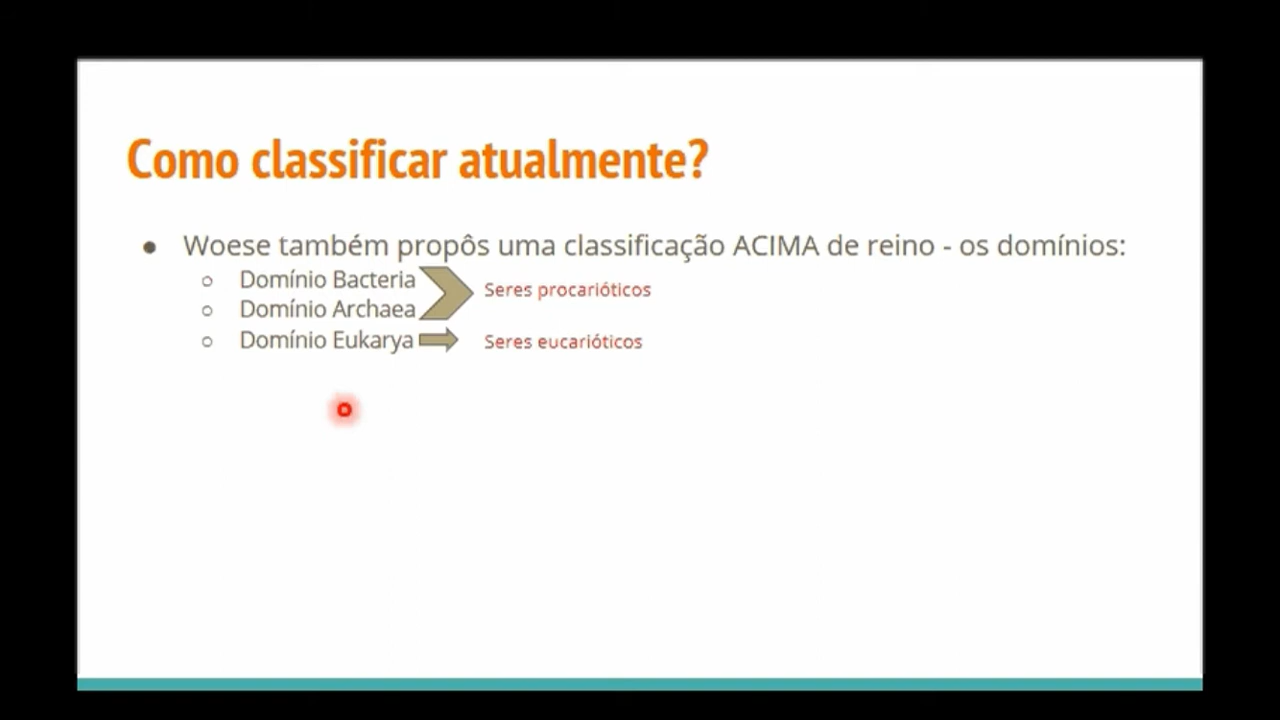 Como classificar atualmente?
● Woese também propôs uma classificação ACIMA de reino - os domínios:
○ Domínio Bacteria
○ Domínio Archaea
Seres procarióticos
○ Domínio Eukarya
Seres eucarióticos